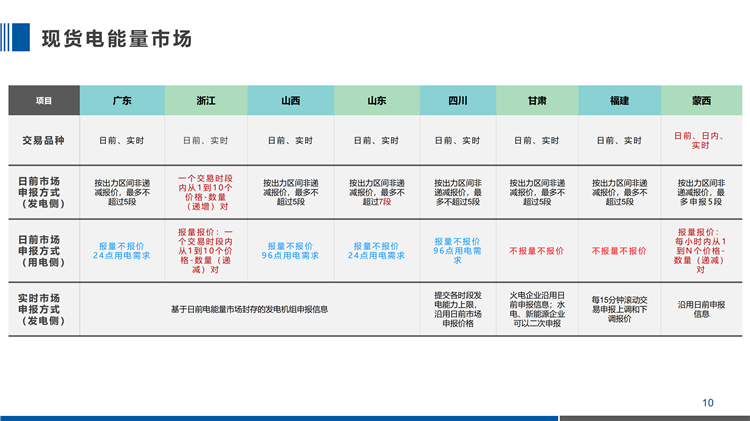 现货电能量市场
项目
广东
浙江
山西
山东
四川
甘肃
福建
蒙西
交易品种
日前、实时
日前、实时
日前、实时
日前、实时
日前、实时
日前、实时
日前、实时
日前、日内、
实时
日前市场
申报方式
（发电侧）
按出力区间非递
减报价，最多不
超过5段
一个交易时段
内从1到10个
价格-数量
（递增）对
按出力区间非递
减报价，最多不
超过5段
按出力区间非递
减报价，最多不
超过7段
按出力区间非
递减报价，最
多不超过5段
按出力区间非递
减报价，最多不
超过5段
按出力区间非递
减报价，最多不
超过5段
按出力区间非
递减报价，最
多申报5段
日前市场
申报方式
（用电侧）
报量不报价
24点用电需求
报量报价：一
个交易时段内
从1到10个价
格-数量（递
减）对
报量不报价
96点用电需求
报量不报价
24点用电需求
报量不报价
96点用电需
求
不报量不报价
不报量不报价
报量报价：
每小时内从1
到N个价格-
数量（递减）
对
实时市场
申报方式
（发电侧）
基于日前电能量市场封存的发电机组申报信息
提交各时段发
电能力上限，
沿用日前市场
申报价格
火电企业沿用日
前申报信息；水
电、新能源企业
可以二次申报
每15分钟滚动交
易申报上调和下
调报价
沿用日前申报
信息
10